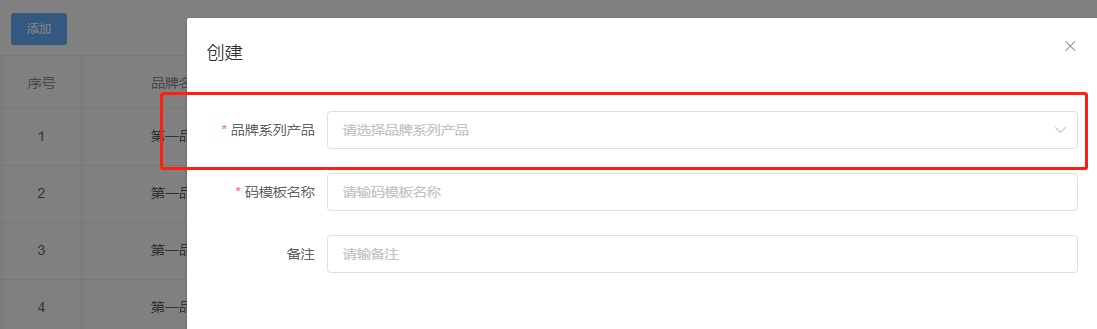 添加
创建
序号 品牌名
* 品牌系列产品 请选择品牌系列产品
1 第一品
* 码模板名称 请输码模板名称
2 第一品
备注 请输备注
3 第一品
4 第一品